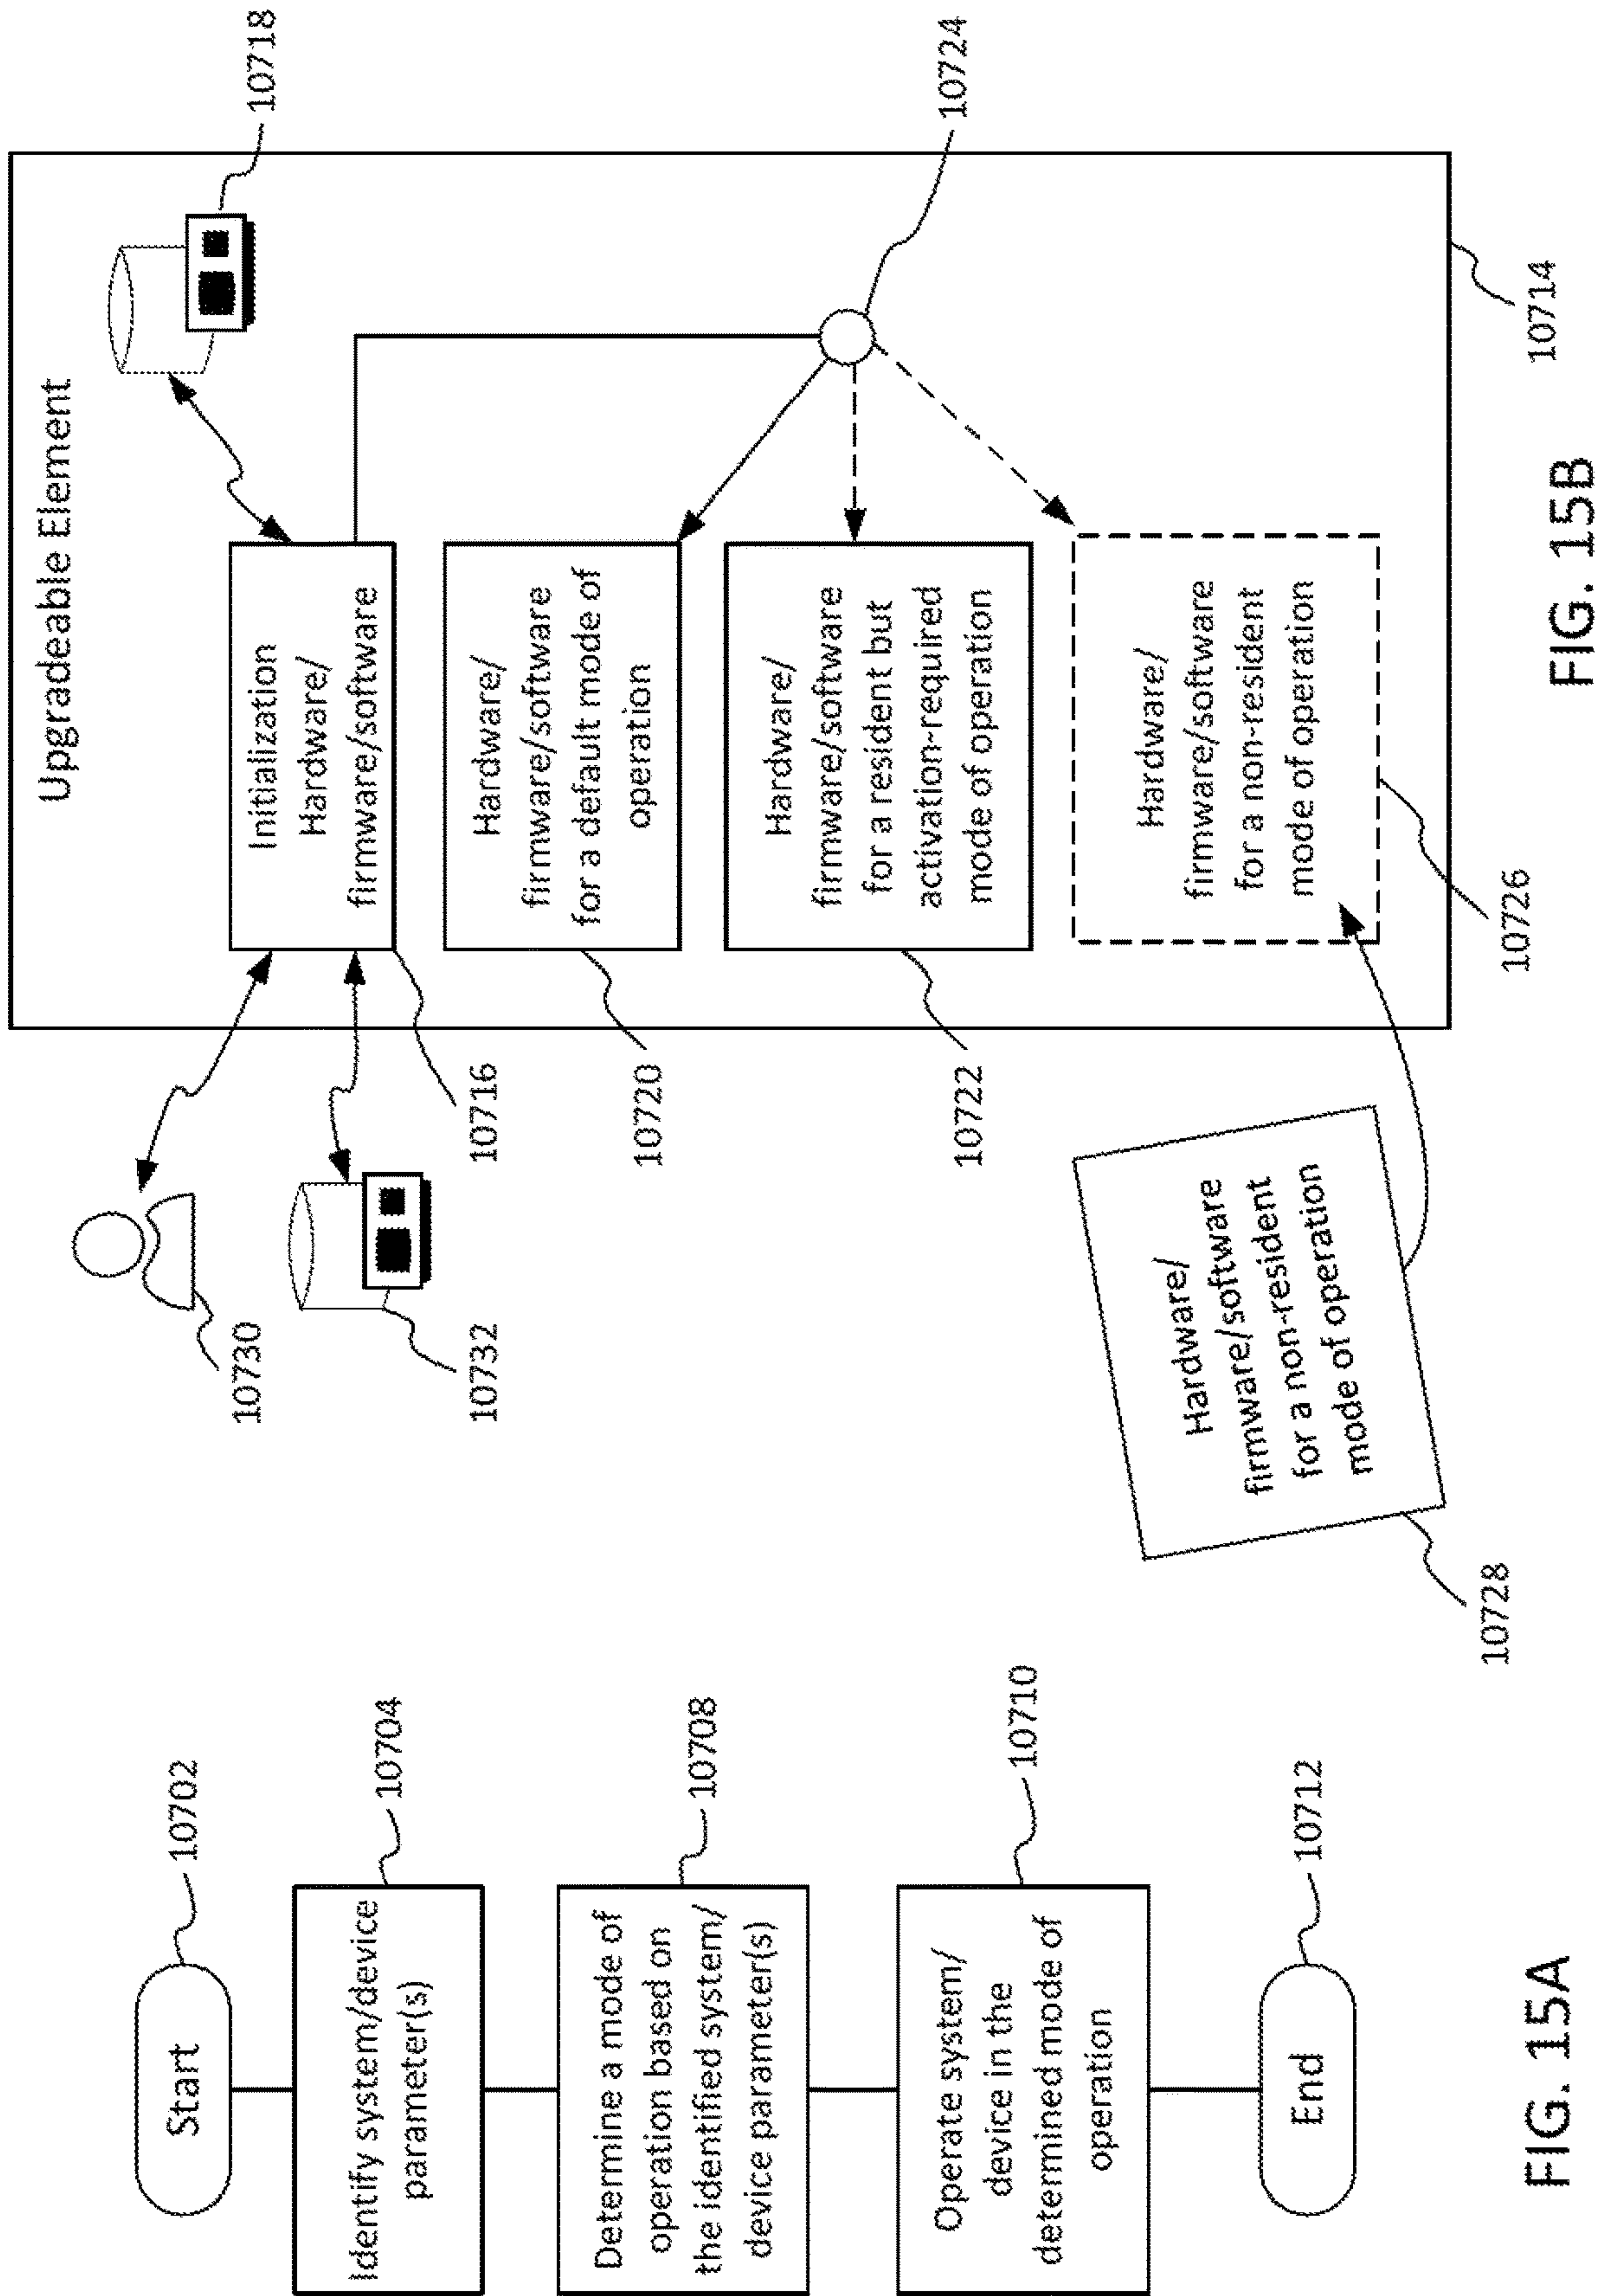 Start
10702
Identify system/device
parameter(s)
10704
Determine a mode of
operation based on
the identified system/
device parameter(s)
10708
Operate system/
device in the
determined mode of
operation
10710
End
10712
FIG. 15A
Upgradeable Element
10718
10730
10732
Initialization
Hardware/
firmware/software
10716
Hardware/
firmware/software
for a default mode of
operation
10720
Hardware/
firmware/software
for a resident but
activation-required
mode of operation
10722
10724
Hardware/
firmware/software
for a non-resident
mode of operation
10726
Hardware/
firmware/software
for a non-resident
mode of operation
10728
10714
FIG. 15B